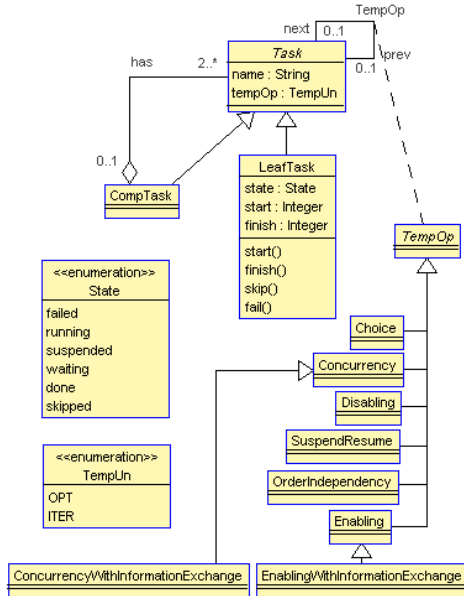 TempOp
next
0..1
Task
has
2..*
name : String
tempOp : TempUn
0..1
prev
0..1
CompTask
LeafTask
state : State
start : Integer
finish : Integer
start()
finish()
skip()
fail()
TempOp
<<enumeration>>
State
failed
running
suspended
waiting
done
skipped
Choice
Concurrency
Disabling
SuspendResume
OrderIndependency
Enabling
<<enumeration>>
TempUn
OPT
ITER
ConcurrencyWithInformationExchange
EnablingWithInformationExchange